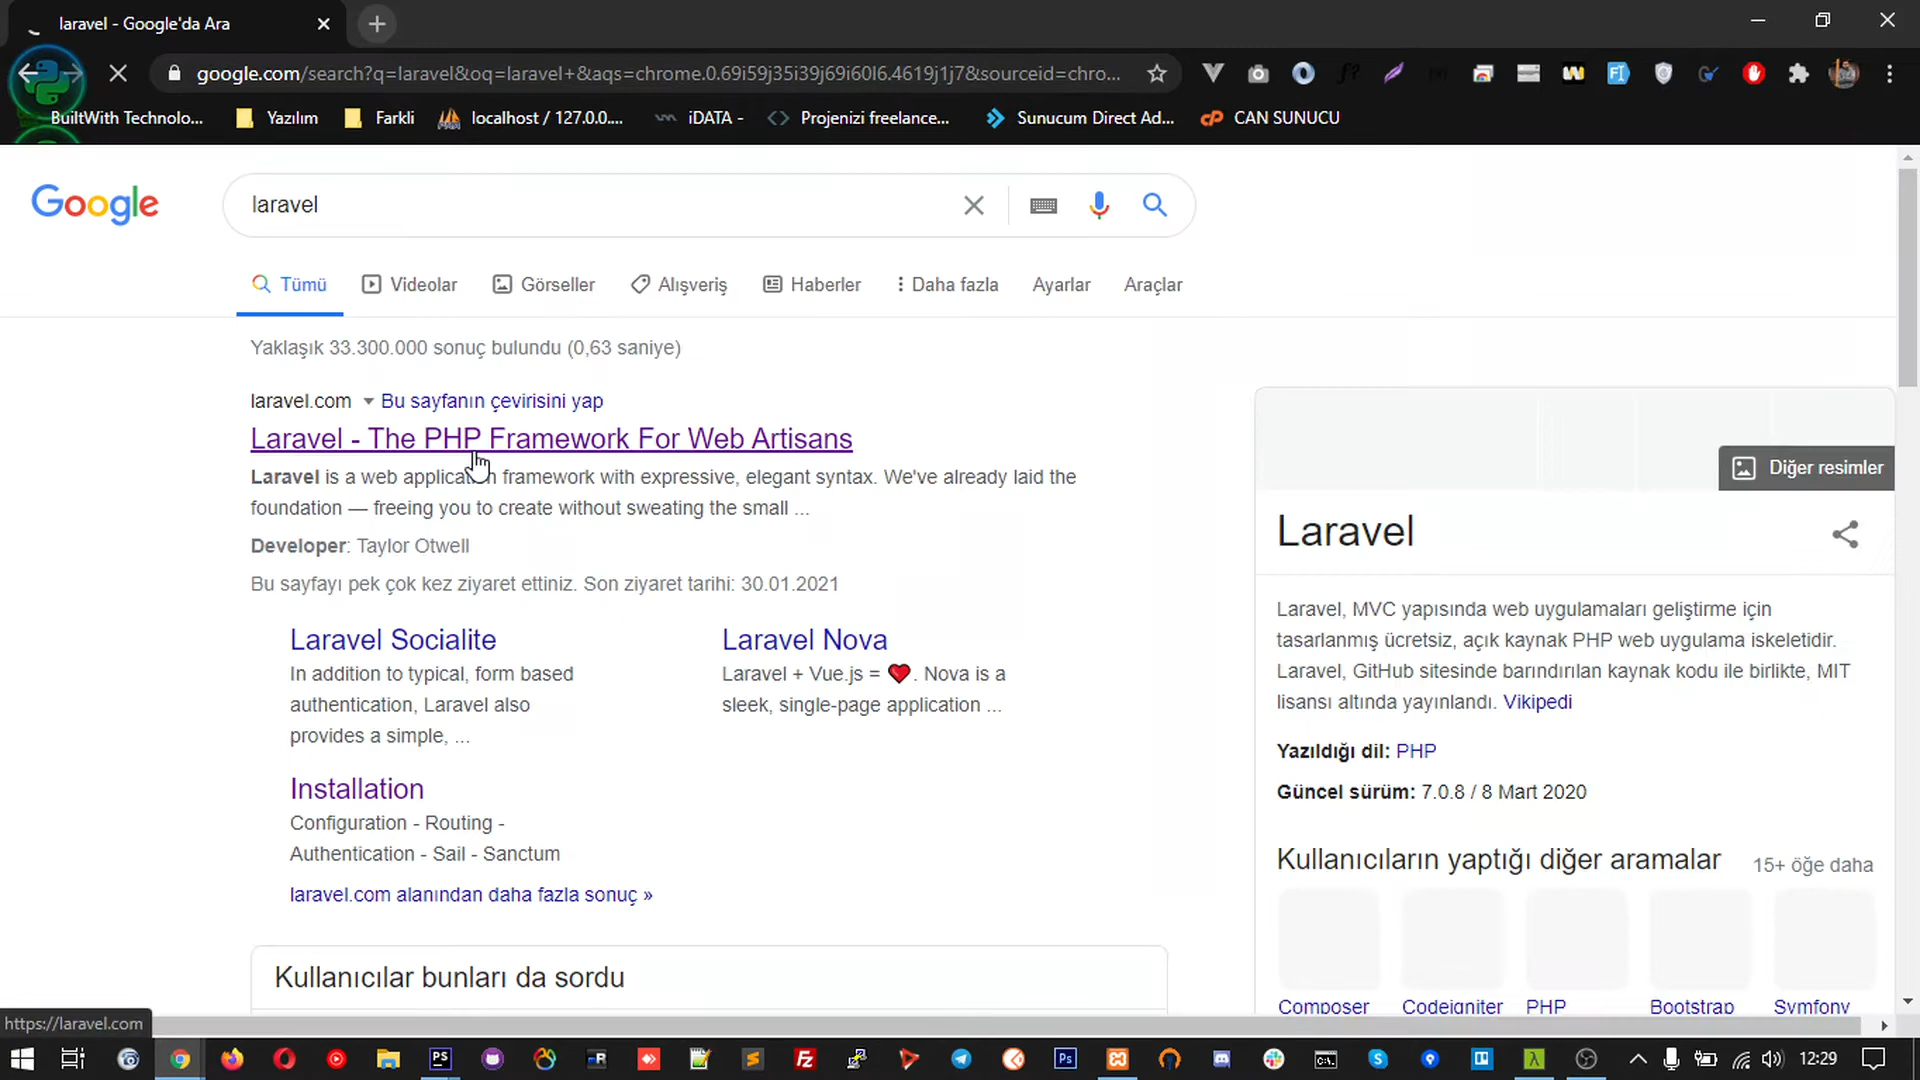 laravel - Google'da Ara
google.com/search?q=laravel&oq=laravel+&aqs=chrome.0.69i59j35i39j69i60l6.4619j1j7&sourceid=chro...
BuiltWith Technolo...
Yazılım
Farkli
localhost / 127.0.0....
iDATA -
Projenizi freelance...
Sunucum Direct Ad...
CAN SUNUCU
Google
laravel
Tümü
Videolar
Görseller
Alışveriş
Haberler
Daha fazla
Ayarlar
Araçlar
Yaklaşık 33.300.000 sonuç bulundu (0,63 saniye)
laravel.com
Bu sayfanın çevirisini yap
Laravel - The PHP Framework For Web Artisans
Laravel is a web application framework with expressive, elegant syntax. We've already laid the
foundation — freeing you to create without sweating the small ...
Developer: Taylor Otwell
Bu sayfayı pek çok kez ziyaret ettiniz. Son ziyaret tarihi: 30.01.2021
Laravel Socialite
In addition to typical, form based
authentication, Laravel also
provides a simple, ...
Laravel Nova
Laravel + Vue.js = ❤. Nova is a
sleek, single-page application ...
Installation
Configuration - Routing -
Authentication - Sail - Sanctum
laravel.com alanından daha fazla sonuç »
Kullanıcılar bunları da sordu
Diğer resimler
Laravel
Laravel, MVC yapısında web uygulamaları geliştirme için
tasarlanmış ücretsiz, açık kaynak PHP web uygulama iskeletidir.
Laravel, GitHub sitesinde barındırılan kaynak kodu ile birlikte, MIT
lisansı altında yayınlandı. Vikipedi
Yazıldığı dil: PHP
Güncel sürüm: 7.0.8 / 8 Mart 2020
Kullanıcıların yaptığı diğer aramalar
15+ öğe daha
Composer
Codeigniter
PHP
Bootstrap
Symfony
https://laravel.com
12:29